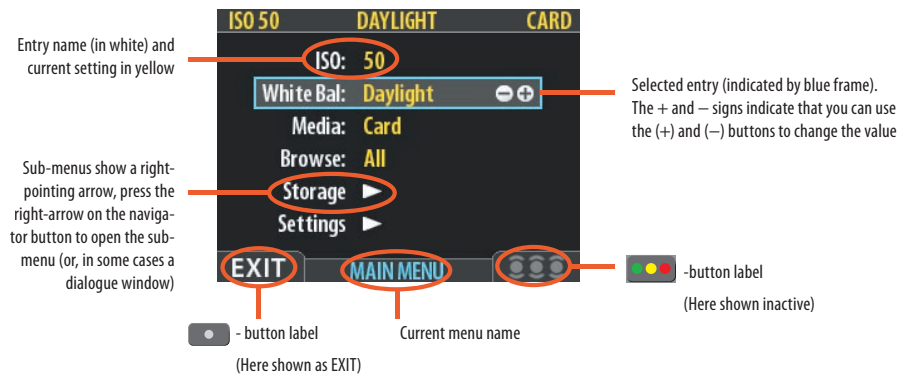 ISO 50 DAYLIGHT CARD
Entry name (in white) and
current setting in yellow
ISO: 50
White Bal: Daylight
Media: Card
Browse: All
Storage
Settings
EXIT MAIN MENU
Selected entry (indicated by blue frame).
The + and − signs indicate that you can use
the (+) and (−) buttons to change the value
Sub-menus show a right-
pointing arrow, press the
right-arrow on the naviga-
tor button to open the sub-
menu (or, in some cases a
dialogue window)
-button label
(Here shown inactive)
- button label
(Here shown as EXIT)
Current menu name